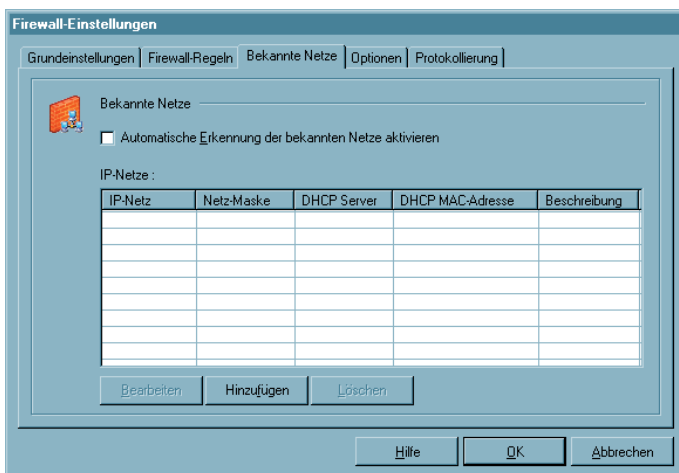 Firewall-Einstellungen
Grundeinstellungen Firewall-Regeln Bekannte Netze Optionen Protokollierung
Bekannte Netze
Automatische Erkennung der bekannten Netze aktivieren
IP-Netze :
IP-Netz Netz-Maske DHCP Server DHCP MAC-Adresse Beschreibung
Bearbeiten Hinzufügen Löschen
Hilfe OK Abbrechen